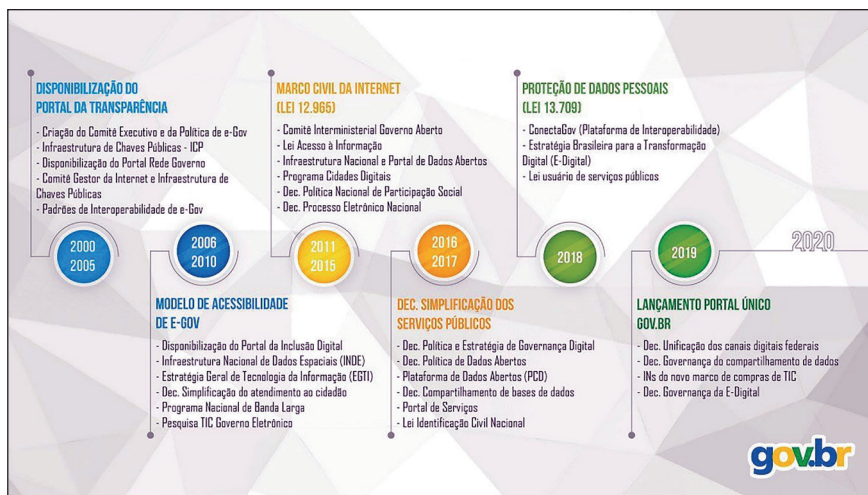 DISPONIBILIZAÇÃO DO
PORTAL DA TRANSPARÊNCIA
- Criação do Comitê Executivo e da Política de e-Gov
- Infraestrutura de Chaves Públicas - ICP
- Disponibilização do Portal Rede Governo
- Comitê Gestor da Internet e Infraestrutura de
Chaves Públicas
- Padrões de Interoperabilidade de e-Gov
2000
2005
2006
2010
MODELO DE ACESSIBILIDADE
DE E-GOV
- Disponibilização do Portal da Inclusão Digital
- Infraestrutura Nacional de Dados Espaciais (INDE)
- Estratégia Geral de Tecnologia da Informação (EGTI)
- Dec. Simplificação do atendimento ao cidadão
- Programa Nacional de Banda Larga
- Pesquisa TIC Governo Eletrônico
MARCO CIVIL DA INTERNET
(LEI 12.965)
- Comitê Interministerial Governo Aberto
- Lei Acesso à Informação
- Infraestrutura Nacional e Portal de Dados Abertos
- Programa Cidades Digitais
- Dec. Política Nacional de Participação Social
- Dec. Processo Eletrônico Nacional
2011
2015
2016
2017
DEC. SIMPLIFICAÇÃO DOS
SERVIÇOS PÚBLICOS
- Dec. Política e Estratégia de Governança Digital
- Dec. Política de Dados Abertos
- Plataforma de Dados Abertos (PCD)
- Dec. Compartilhamento de bases de dados
- Portal de Serviços
- Lei Identificação Civil Nacional
PROTEÇÃO DE DADOS PESSOAIS
(LEI 13.709)
- ConectaGov (Plataforma de Interoperabilidade)
- Estratégia Brasileira para a Transformação
Digital (E-Digital)
- Lei usuário de serviços públicos
2018
2019
LANÇAMENTO PORTAL ÚNICO
GOV.BR
- Dec. Unificação dos canais digitais federais
- Dec. Governança do compartilhamento de dados
- INs do novo marco de compras de TIC
- Dec. Governança da E-Digital
2020
gov.br